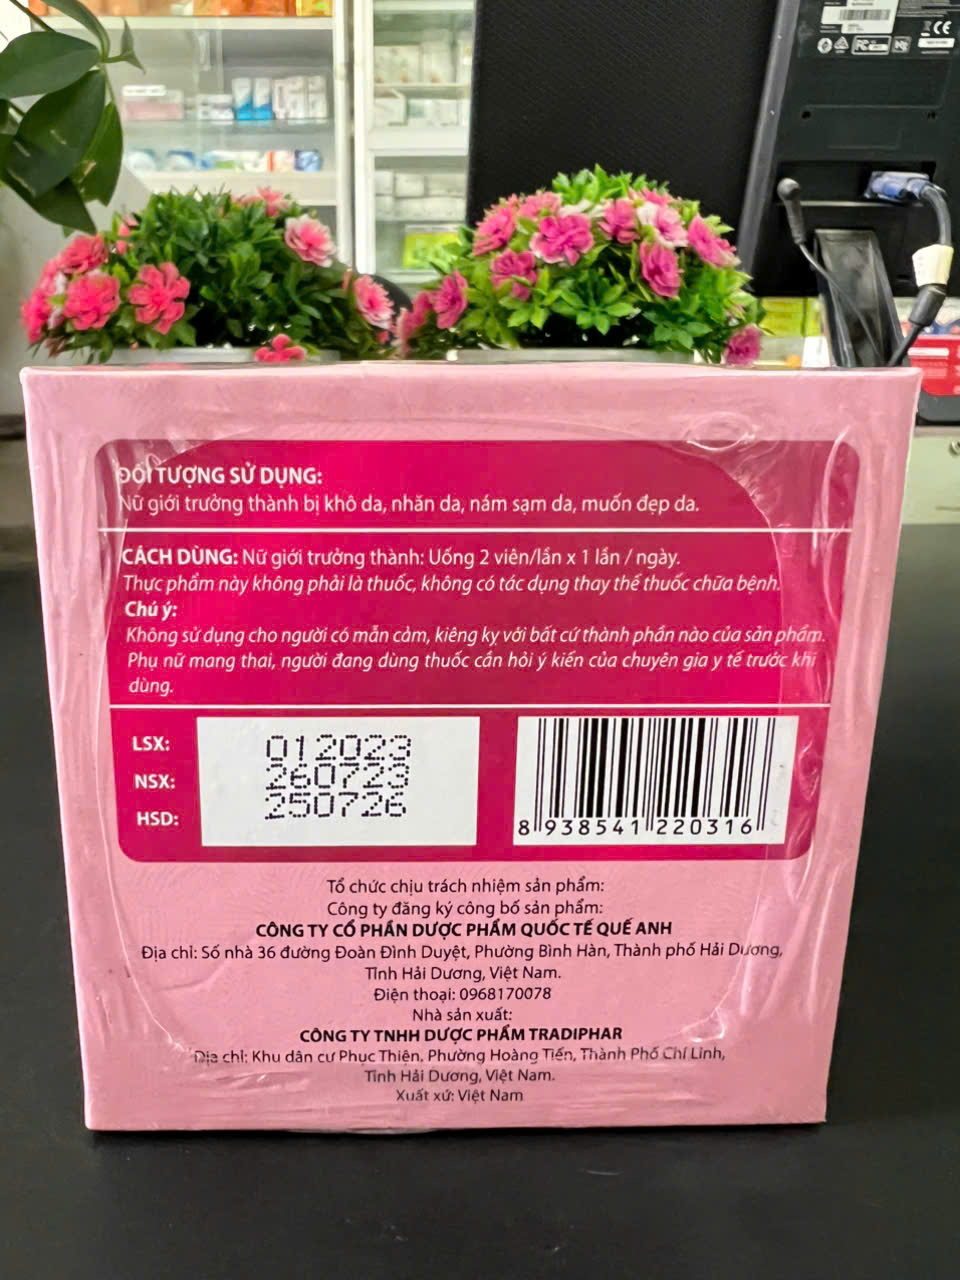 ĐỐI TƯỢNG SỬ DỤNG:
Nữ giới trưởng thành bị khô da, nhăn da, nám sạm da, muốn đẹp da.
CÁCH DÙNG: Nữ giới trưởng thành: Uống 2 viên/lần x 1 lần / ngày.
Thực phẩm này không phải là thuốc, không có tác dụng thay thế thuốc chữa bệnh.
Chú ý:
Không sử dụng cho người có mẫn cảm, kiêng kỵ với bất cứ thành phần nào của sản phẩm.
Phụ nữ mang thai, người đang dùng thuốc cần hỏi ý kiến của chuyên gia y tế trước khi
dùng.
LSX: 012023
NSX: 260723
HSD: 250726
8 938541 220316
Tổ chức chịu trách nhiệm sản phẩm:
Công ty đăng ký công bố sản phẩm:
CÔNG TY CỔ PHẦN DƯỢC PHẨM QUỐC TẾ QUẾ ANH
Địa chỉ: Số nhà 36 đường Đoàn Đình Duyệt, Phường Bình Hàn, Thành phố Hải Dương,
Tỉnh Hải Dương, Việt Nam.
Điện thoại: 0968170078
Nhà sản xuất:
CÔNG TY TNHH DƯỢC PHẨM TRADIPHAR
Địa chỉ: Khu dân cư Phục Thiện, Phường Hoàng Tiến, Thành Phố Chí Linh,
Tỉnh Hải Dương, Việt Nam.
Xuất xứ: Việt Nam